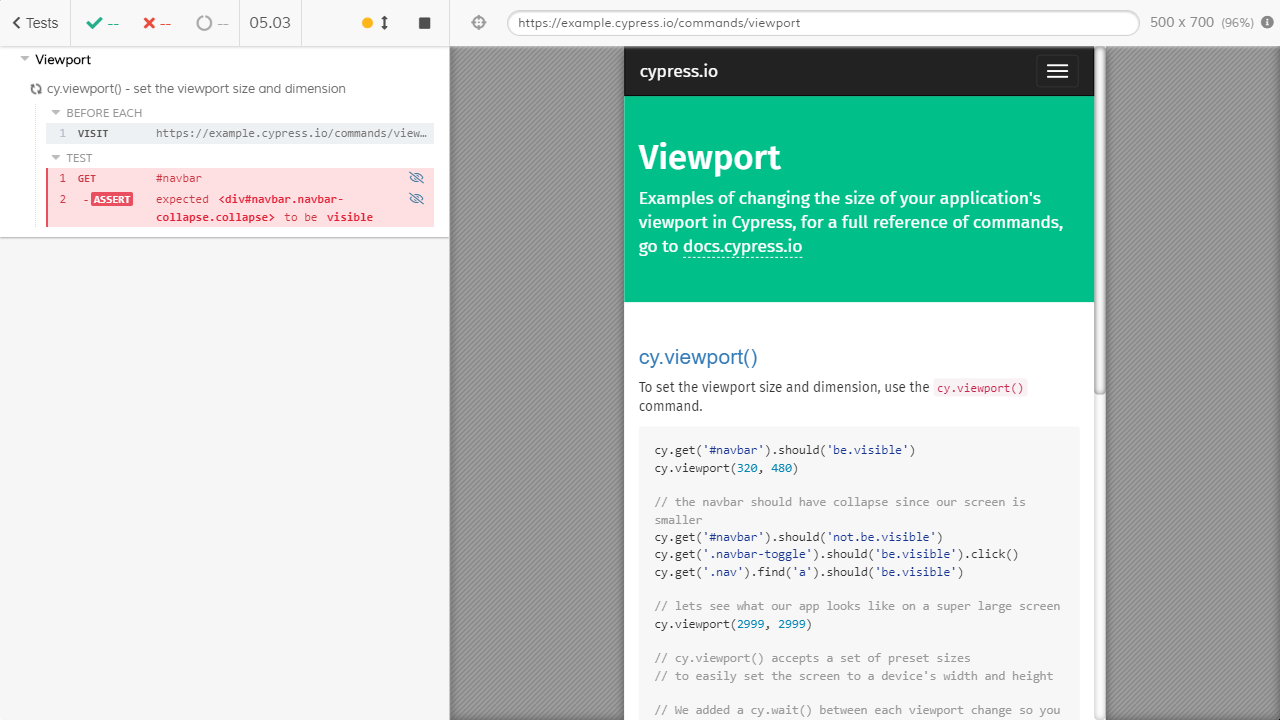 Tests
--
--
--
05.03
https://example.cypress.io/commands/viewport
500 x 700 (96%)
Viewport
cy.viewport() - set the viewport size and dimension
BEFORE EACH
1 VISIT https://example.cypress.io/commands/view…
TEST
1 GET #navbar
2 -ASSERT expected <div#navbar.navbar-
collapse.collapse> to be visible
cypress.io
Viewport
Examples of changing the size of your application's
viewport in Cypress, for a full reference of commands,
go to docs.cypress.io
cy.viewport()
To set the viewport size and dimension, use the cy.viewport()
command.
cy.get('#navbar').should('be.visible')
cy.viewport(320, 480)
// the navbar should have collapse since our screen is
smaller
cy.get('#navbar').should('not.be.visible')
cy.get('.navbar-toggle').should('be.visible').click()
cy.get('.nav').find('a').should('be.visible')
// lets see what our app looks like on a super large screen
cy.viewport(2999, 2999)
// cy.viewport() accepts a set of preset sizes
// to easily set the screen to a device's width and height
// We added a cy.wait() between each viewport change so you